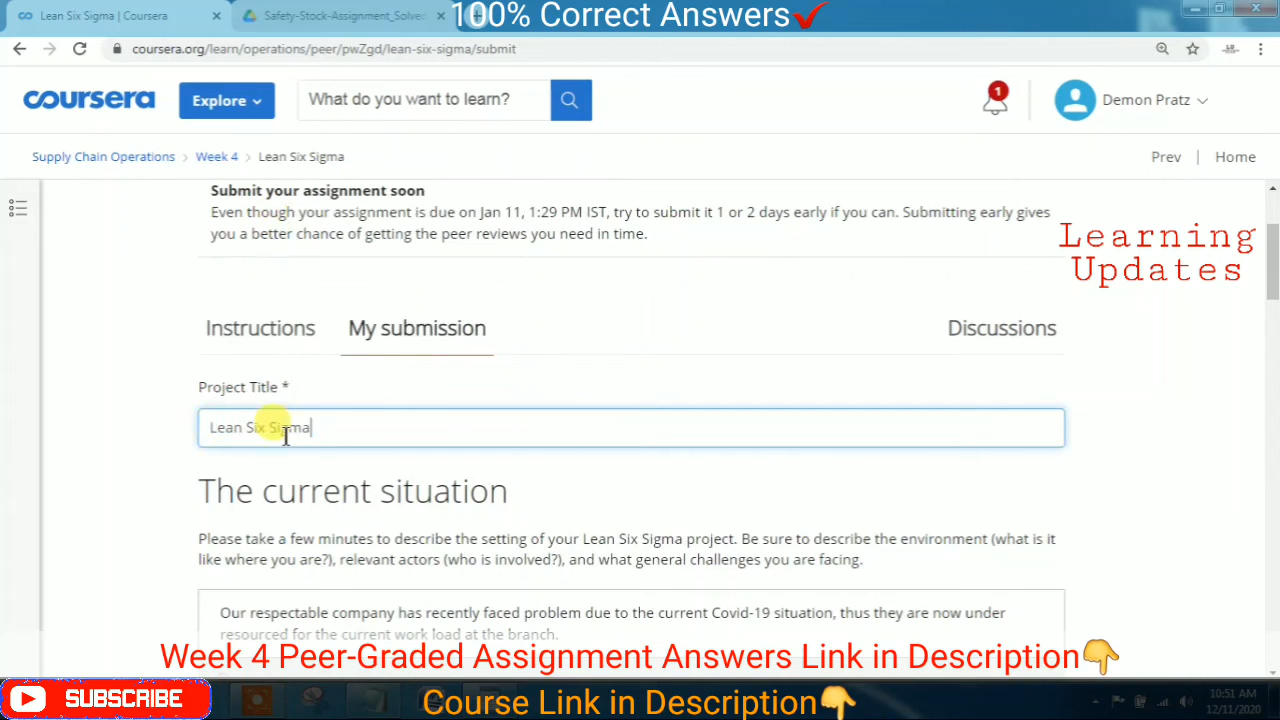 Lean Six Sigma | Coursera
Safety-Stock-Assignment_Solve
100% Correct Answers
coursera.org/learn/operations/peer/pwZgd/lean-six-sigma/submit
coursera
Explore
What do you want to learn?
1
Demon Pratz
Supply Chain Operations > Week 4 > Lean Six Sigma
Prev | Home
Submit your assignment soon
Even though your assignment is due on Jan 11, 1:29 PM IST, try to submit it 1 or 2 days early if you can. Submitting early gives
you a better chance of getting the peer reviews you need in time.
Learning
Updates
Instructions
My submission
Discussions
Project Title *
Lean Six Sigma
The current situation
Please take a few minutes to describe the setting of your Lean Six Sigma project. Be sure to describe the environment (what is it
like where you are?), relevant actors (who is involved?), and what general challenges you are facing.
Our respectable company has recently faced problem due to the current Covid-19 situation, thus they are now under
resourced for the current work load at the branch.
Week 4 Peer-Graded Assignment Answers Link in Description
SUBSCRIBE
Course Link in Description
10:51 AM
12/11/2020